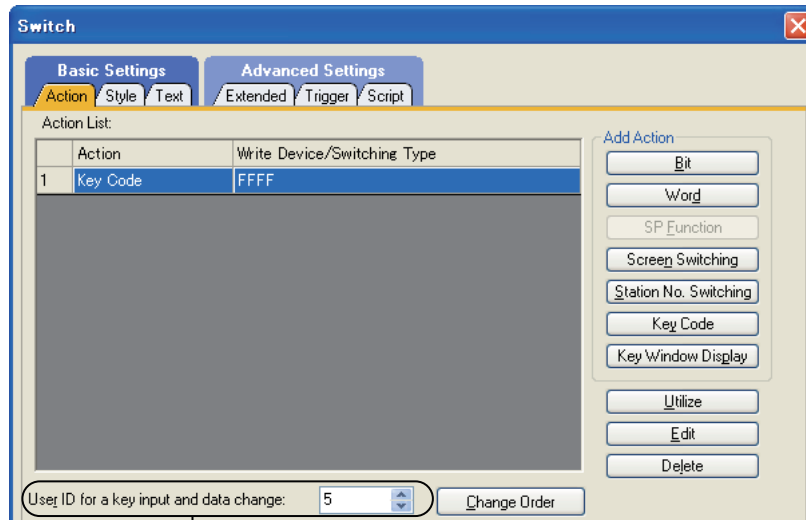 Switch
Basic Settings
Advanced Settings
Action Style Text
Extended Trigger Script
Action List:
Action Write Device/Switching Type
1 Key Code FFFF
Add Action
Bit
Word
SP Function
Screen Switching
Station No. Switching
Key Code
Key Window Display
Utilize
Edit
Delete
User ID for a key input and data change: 5
Change Order